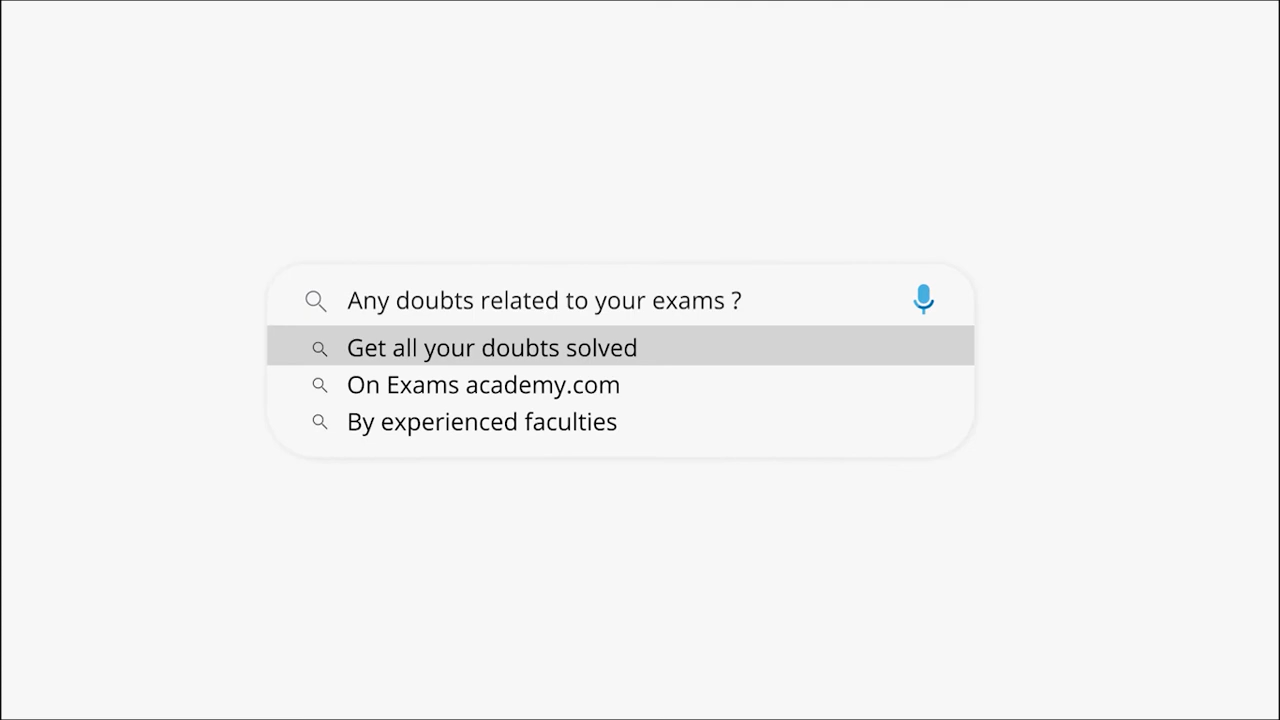 Any doubts related to your exams ?
Get all your doubts solved
On Exams academy.com
By experienced faculties